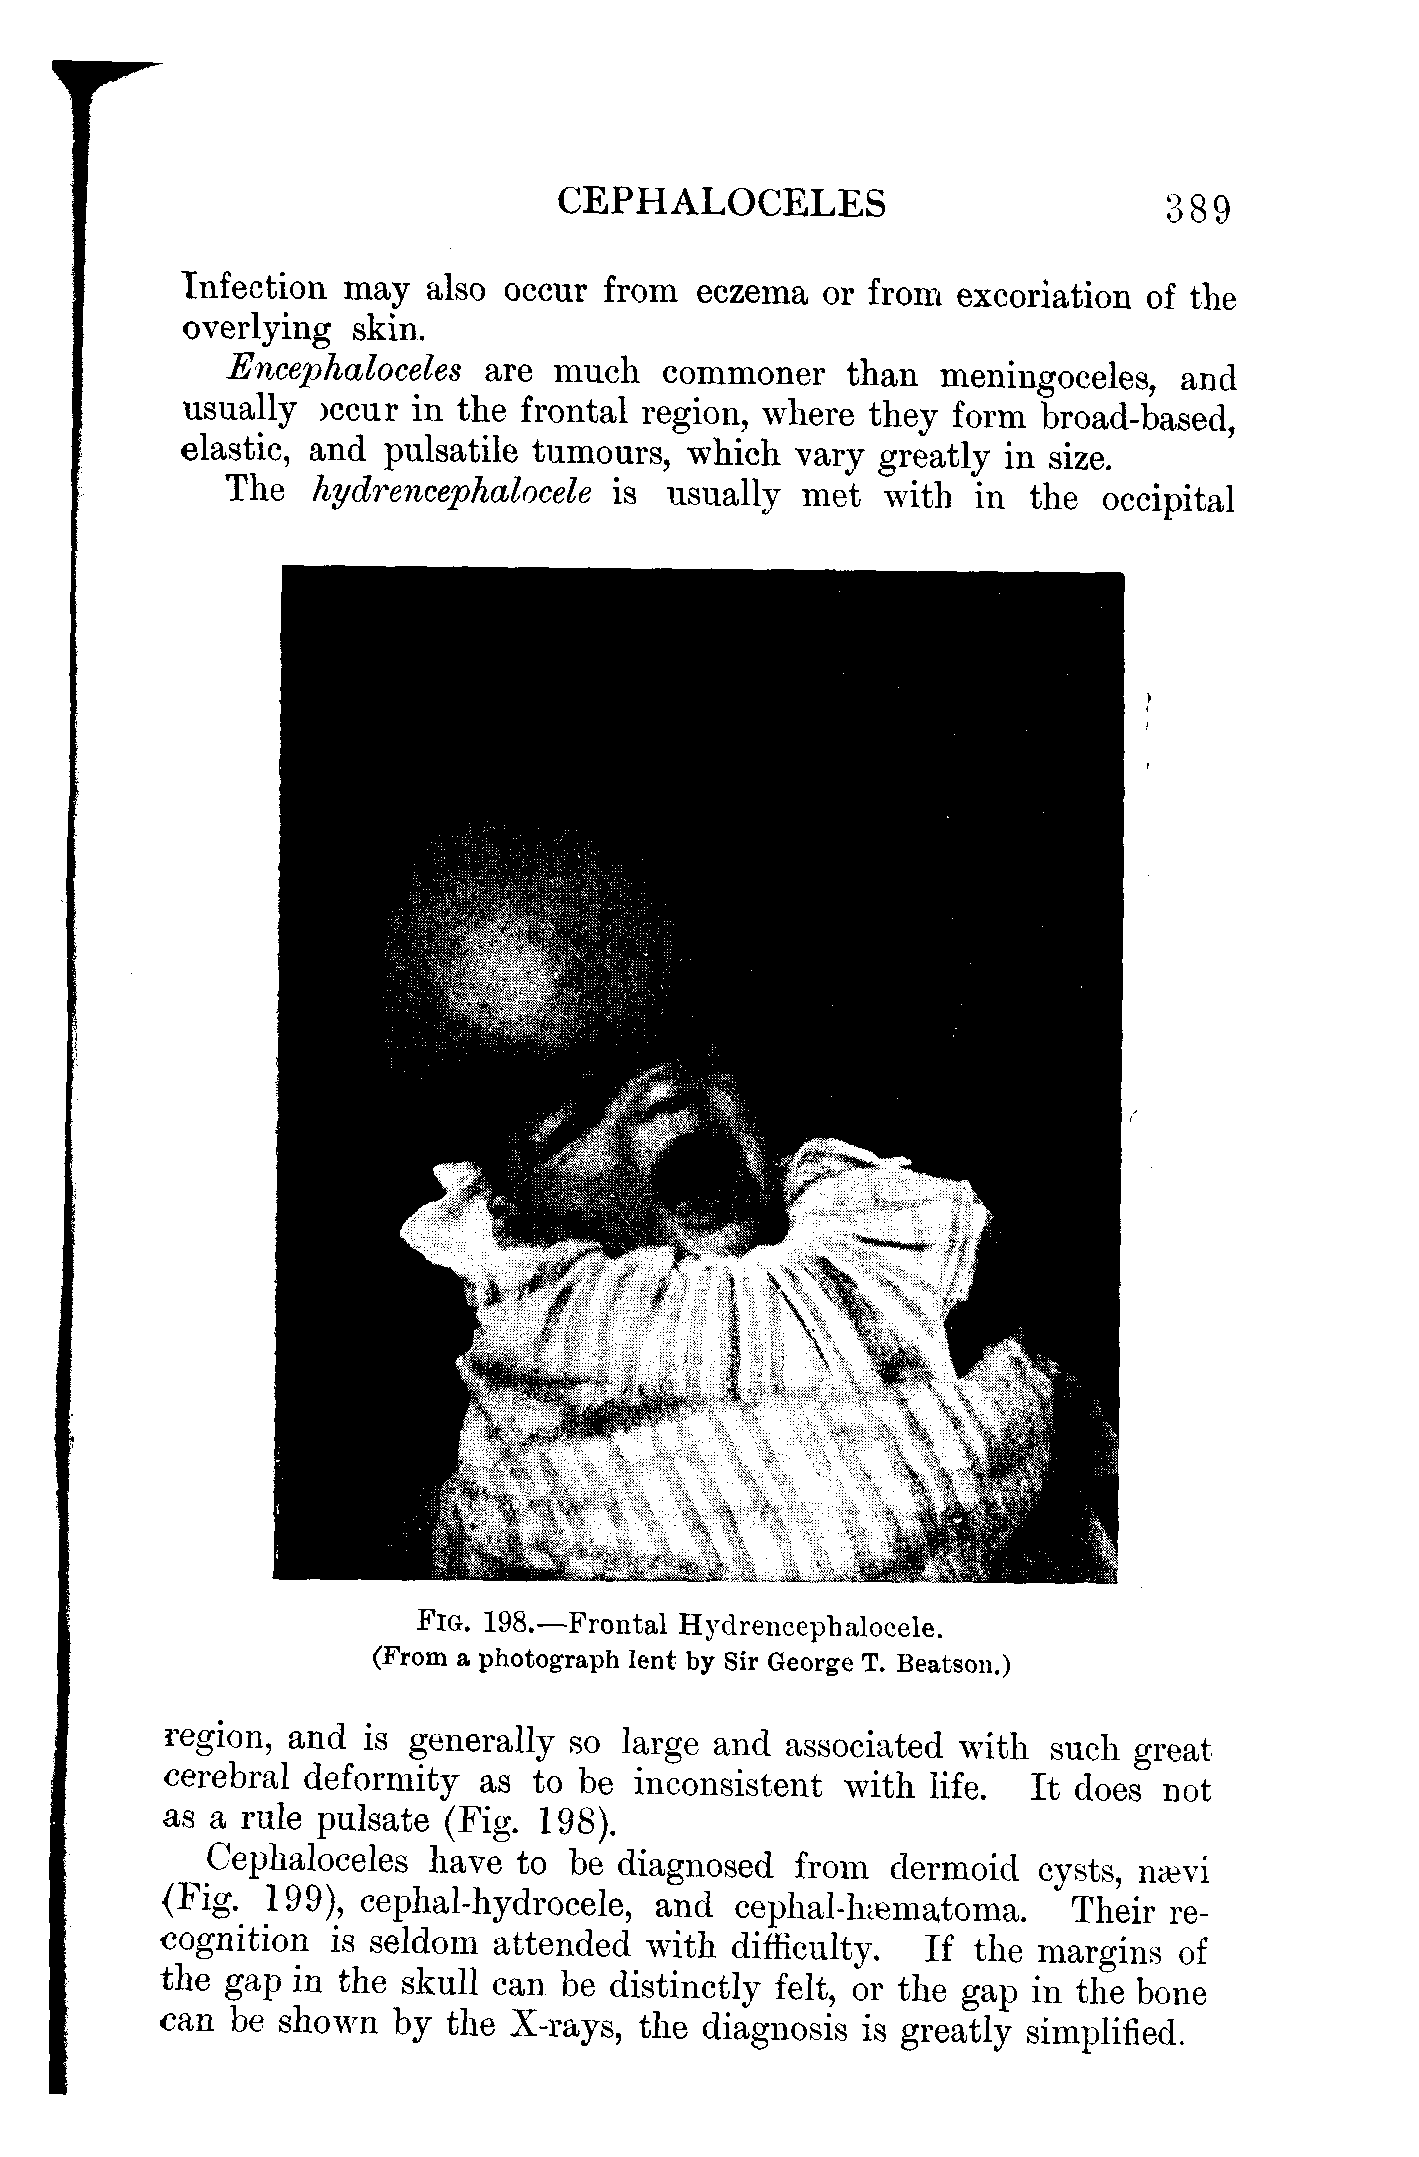 CEPHALOCELES 389
Infection may also occur from eczema or from excoriation of the
overlying skin.
Encephaloceles are much commoner than meningoceles, and
usually occur in the frontal region, where they form broad-based,
elastic, and pulsatile tumours, which vary greatly in size.
The hydrencephalocele is usually met with in the occipital
FIG. 198.—Frontal Hydrencephalocele.
(From a photograph lent by Sir George T. Beatson.)
region, and is generally so large and associated with such great
cerebral deformity as to be inconsistent with life. It does not
as a rule pulsate (Fig. 198).
Cephaloceles have to be diagnosed from dermoid cysts, nævi
(Fig. 199), cephal-hydrocele, and cephal-hæmatoma. Their re-
cognition is seldom attended with difficulty. If the margins of
the gap in the skull can be distinctly felt, or the gap in the bone
can be shown by the X-rays, the diagnosis is greatly simplified.